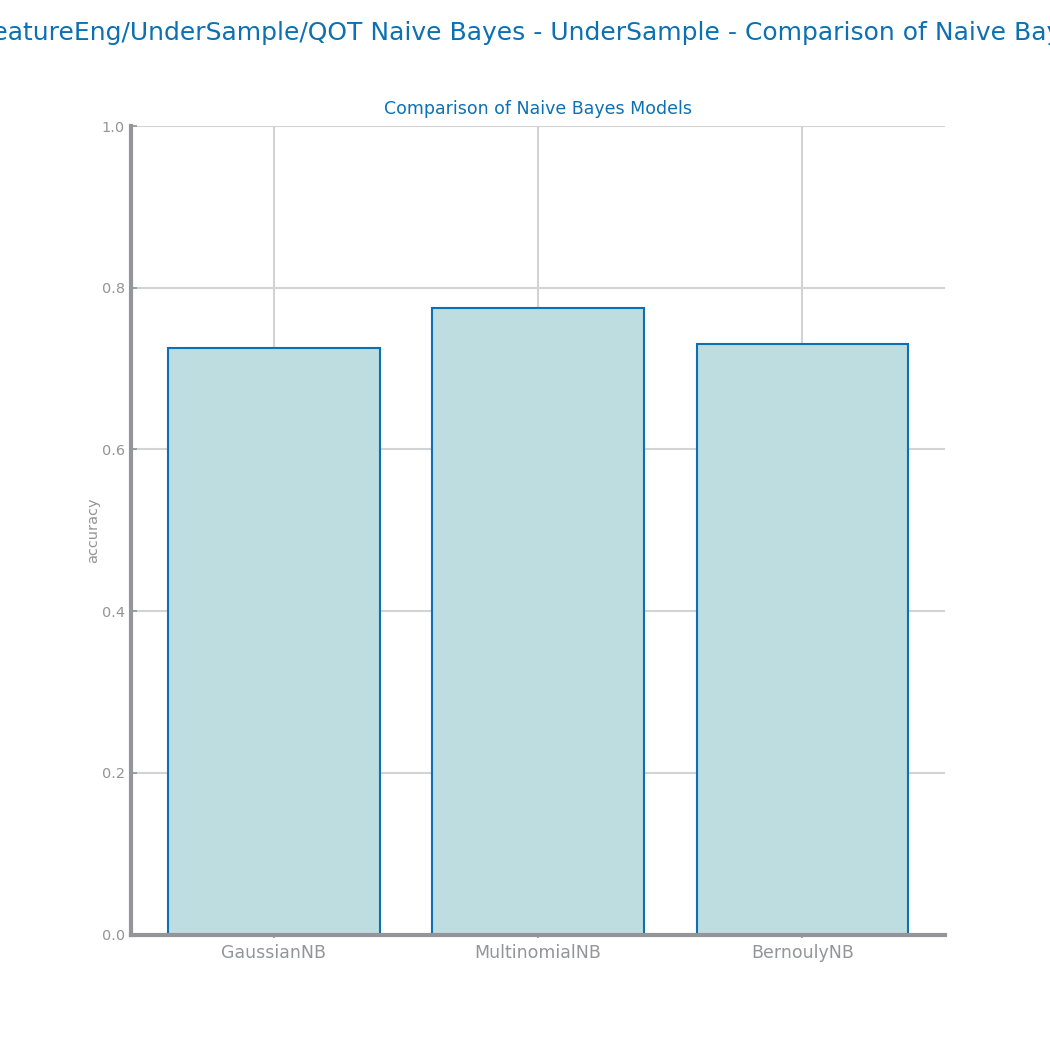 eatureEng/UnderSample/QOT Naive Bayes - UnderSample - Comparison of Naive Bay
Comparison of Naive Bayes Models
1.0
0.8
0.6
0.4
0.2
0.0
accuracy
GaussianNB MultinomialNB BernoulyNB